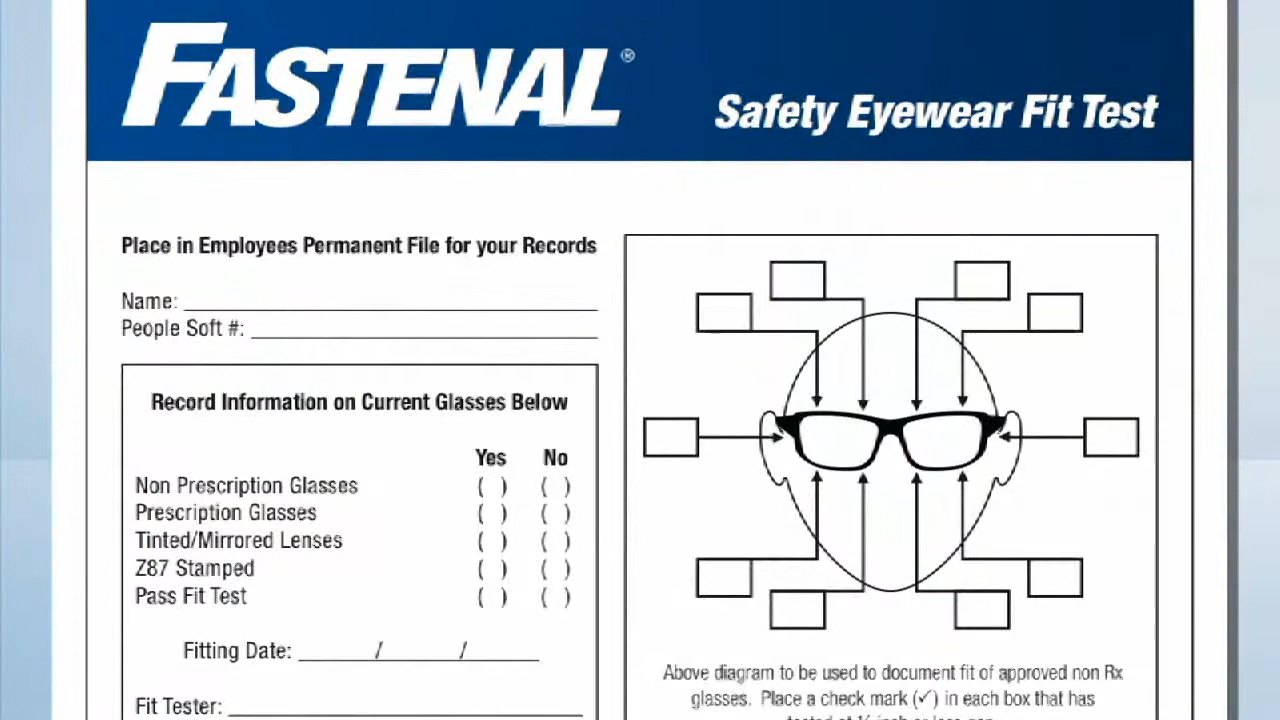 FASTENAL®
Safety Eyewear Fit Test
Place in Employees Permanent File for your Records
Name:
People Soft #:
Record Information on Current Glasses Below
Yes No
Non Prescription Glasses ( ) ( )
Prescription Glasses ( ) ( )
Tinted/Mirrored Lenses ( ) ( )
Z87 Stamped ( ) ( )
Pass Fit Test ( ) ( )
Fitting Date: / /
Fit Tester:
Above diagram to be used to document fit of approved non Rx
glasses. Place a check mark (✓) in each box that has